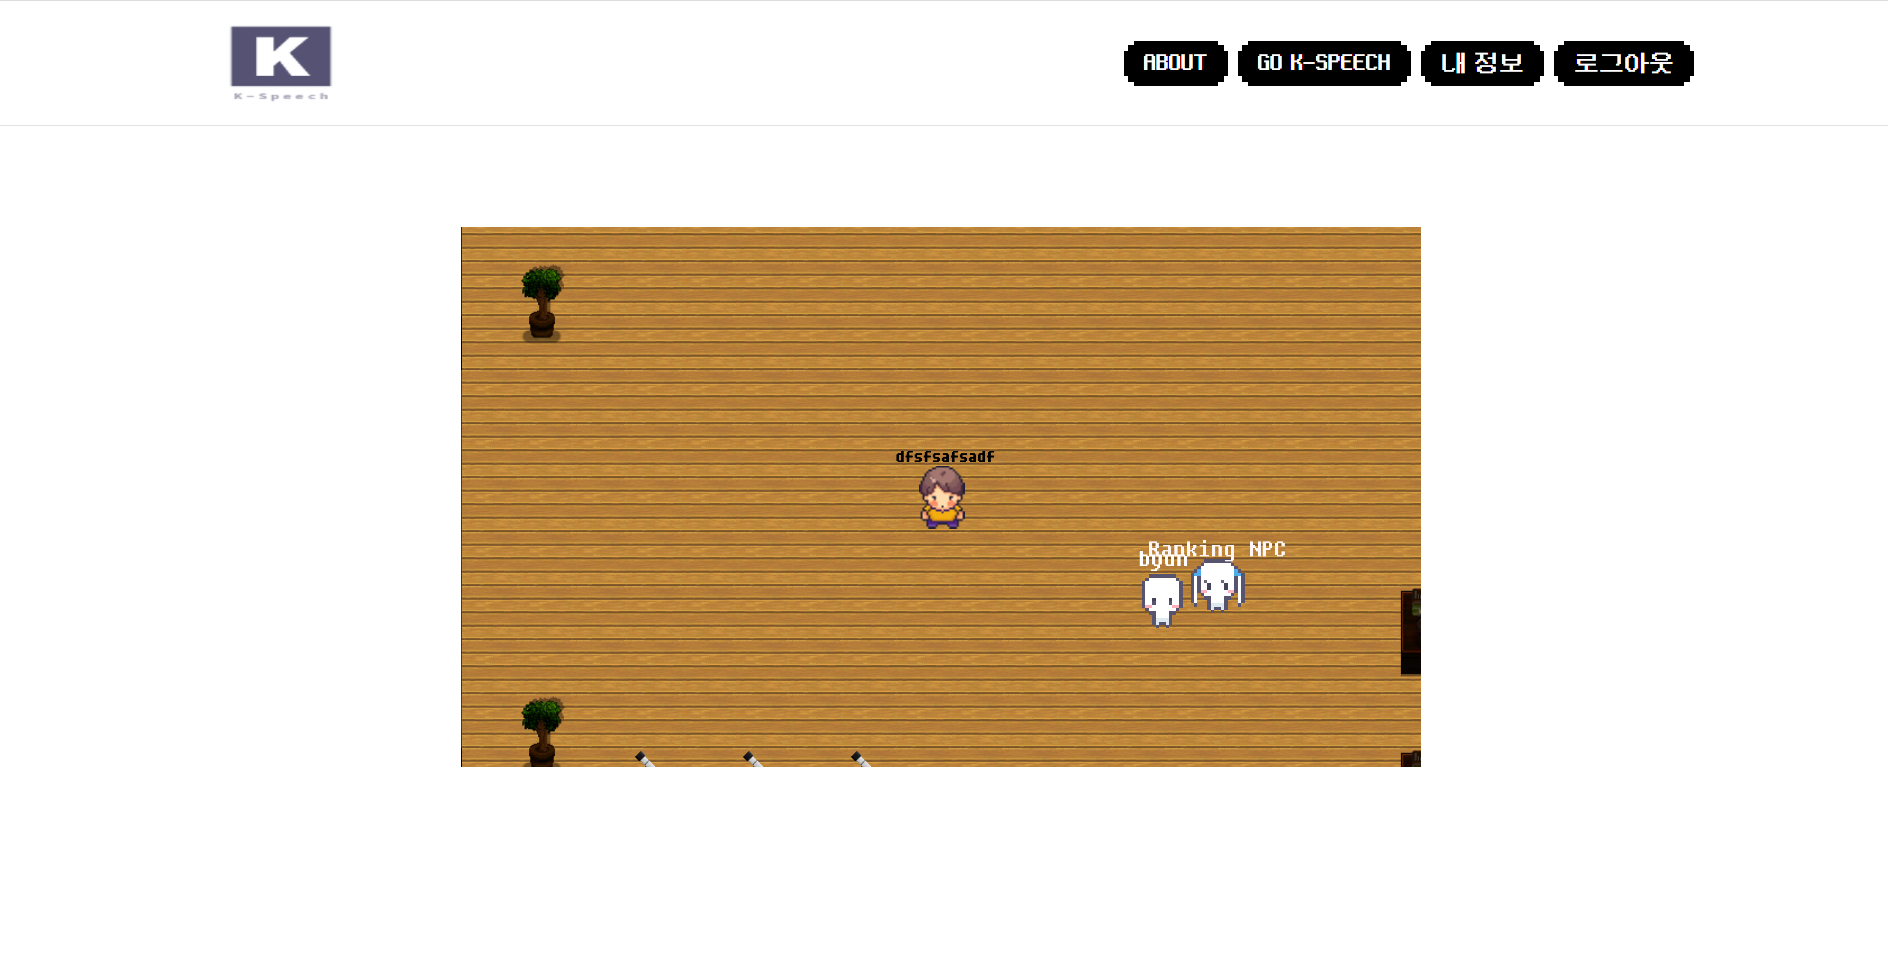 K
K-Speech
ABOUT
GO K-SPEECH
내 정보
로그아웃
dfsfsafsadf
Ranking NPC
byun